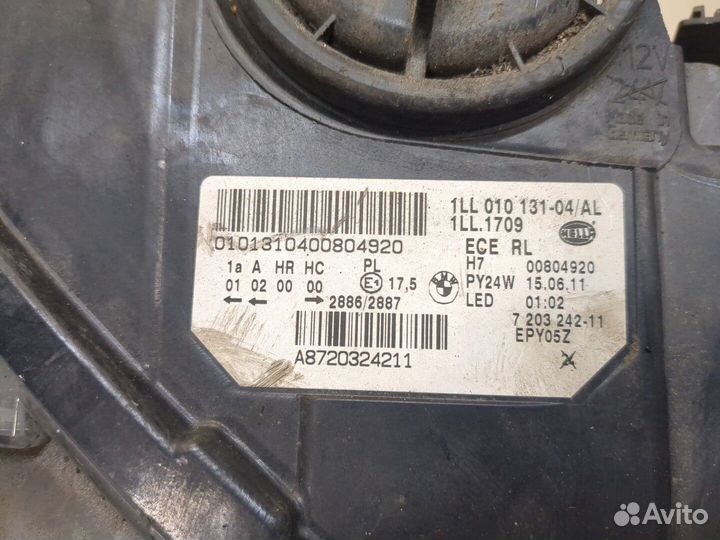 12V
24V
Made in
Germany
1LL 010 131-04/AL
1LL.1709
HELLA
0101310400804920
ECE RL
1a A HR HC PL
H7 00804920
01 02 00 00 E1 17,5
BMW
PY24W 15.06.11
← ← → 2886/2887
LED 01:02
7 203 242-11
EPY05Z
A8720324211
Avito